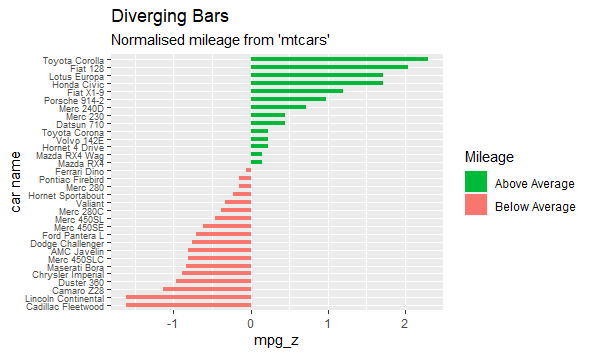 Diverging Bars
Normalised mileage from 'mtcars'
Toyota Corolla
Fiat 128
Lotus Europa
Honda Civic
Fiat X1-9
Porsche 914-2
Merc 240D
Merc 230
Datsun 710
Toyota Corona
Volvo 142E
Hornet 4 Drive
Mazda RX4 Wag
Mazda RX4
Ferrari Dino
Pontiac Firebird
Merc 280
Hornet Sportabout
Valiant
Merc 280C
Merc 450SL
Merc 450SE
Ford Pantera L
Dodge Challenger
AMC Javelin
Merc 450SLC
Maserati Bora
Chrysler Imperial
Duster 360
Camaro Z28
Lincoln Continental
Cadillac Fleetwood
car name
-1 0 1 2
mpg_z
Mileage
Above Average
Below Average